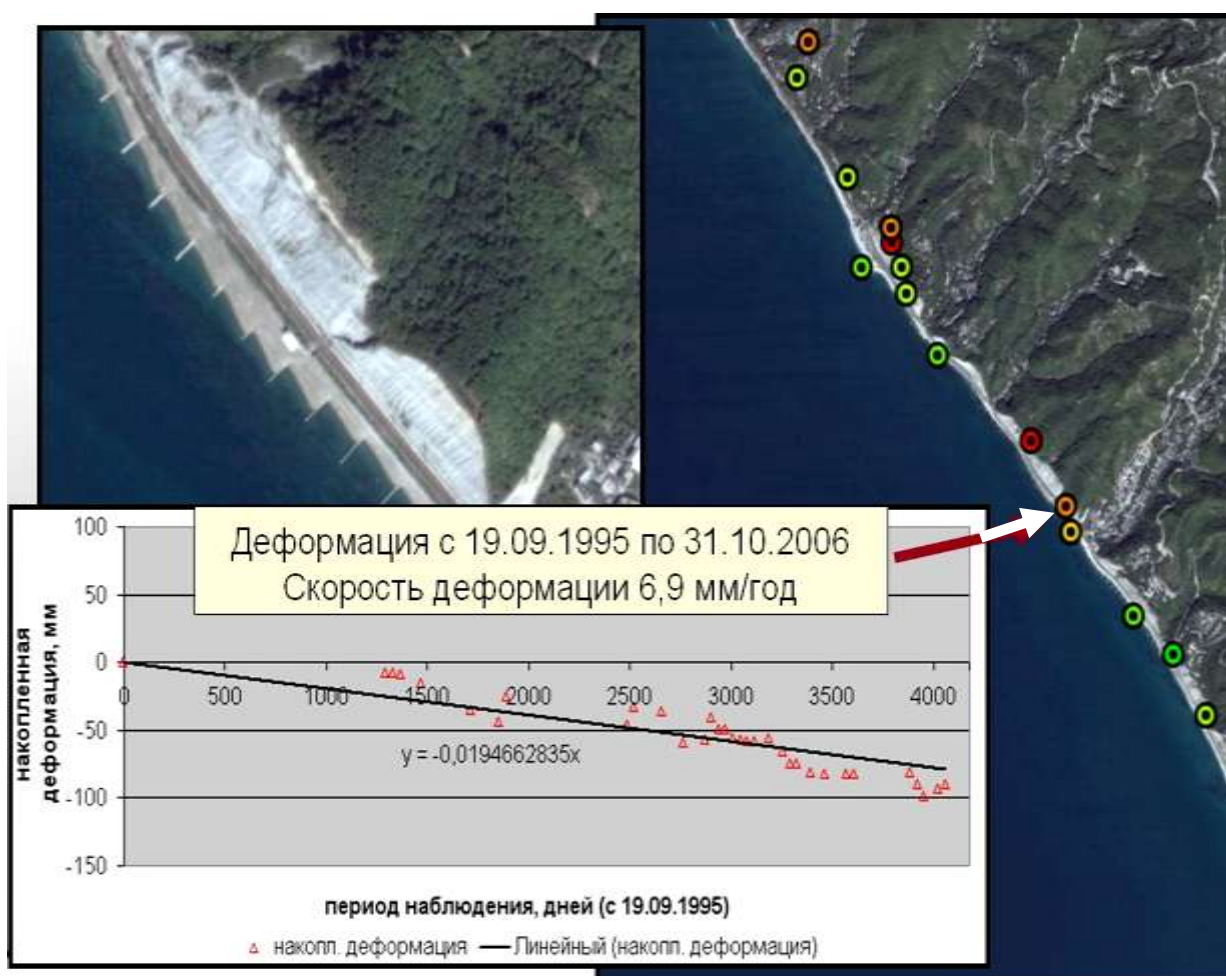 Деформация с 19.09.1995 по 31.10.2006
Скорость деформации 6,9 мм/год
накопленная
деформация, мм
100
50
0
-50
-100
-150
0 500 1000 1500 2000 2500 3000 3500 4000
y = -0,0194662835x
период наблюдения, дней (с 19.09.1995)
накопл. деформация Линейный (накопл. деформация)